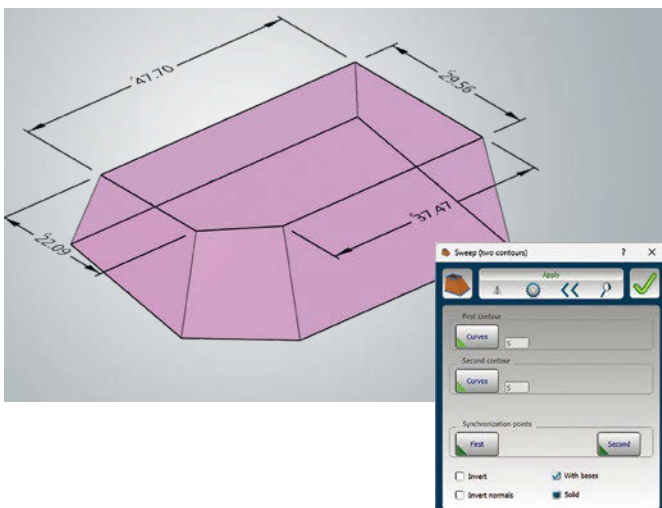 47.70
29.56
37.47
22.09
Sweep (two contours) ? ×
Apply
First contour
Curves 5
Second contour
Curves 5
Synchronization points
First Second
Invert With bases
Invert normals Solid